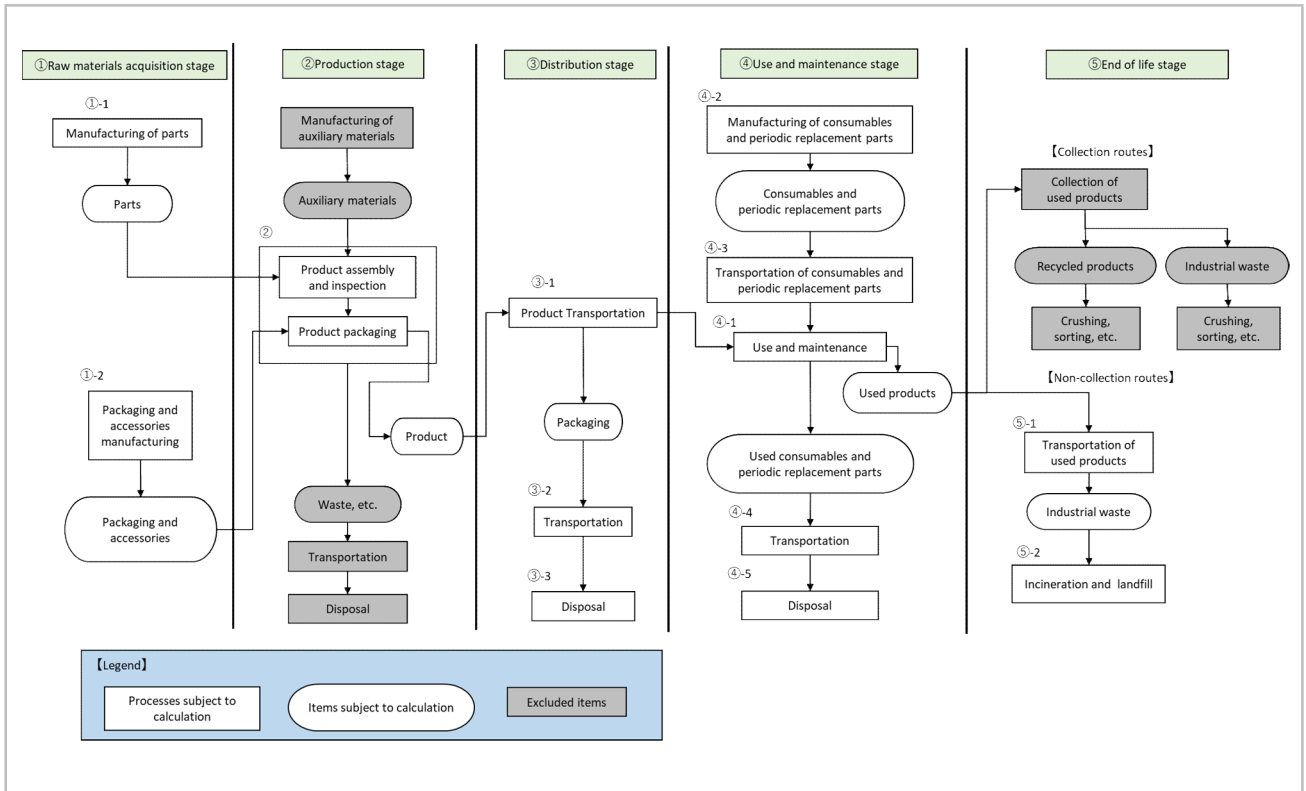 ①Raw materials acquisition stage
①-1
Manufacturing of parts
Parts
①-2
Packaging and
accessories
manufacturing
Packaging and
accessories
②Production stage
Manufacturing of
auxiliary materials
Auxiliary materials
②
Product assembly
and inspection
Product packaging
Product
Waste, etc.
Transportation
Disposal
③Distribution stage
③-1
Product Transportation
Packaging
③-2
Transportation
③-3
Disposal
④Use and maintenance stage
④-2
Manufacturing of consumables
and periodic replacement parts
Consumables and
periodic replacement parts
④-3
Transportation of consumables and
periodic replacement parts
④-1
Use and maintenance
Used products
Used consumables and
periodic replacement parts
④-4
Transportation
④-5
Disposal
⑤End of life stage
【Collection routes】
Collection of
used products
Recycled products
Industrial waste
Crushing,
sorting, etc.
Crushing,
sorting, etc.
【Non-collection routes】
⑤-1
Transportation of
used products
Industrial waste
⑤-2
Incineration and landfill
【Legend】
Processes subject to
calculation
Items subject to calculation
Excluded items